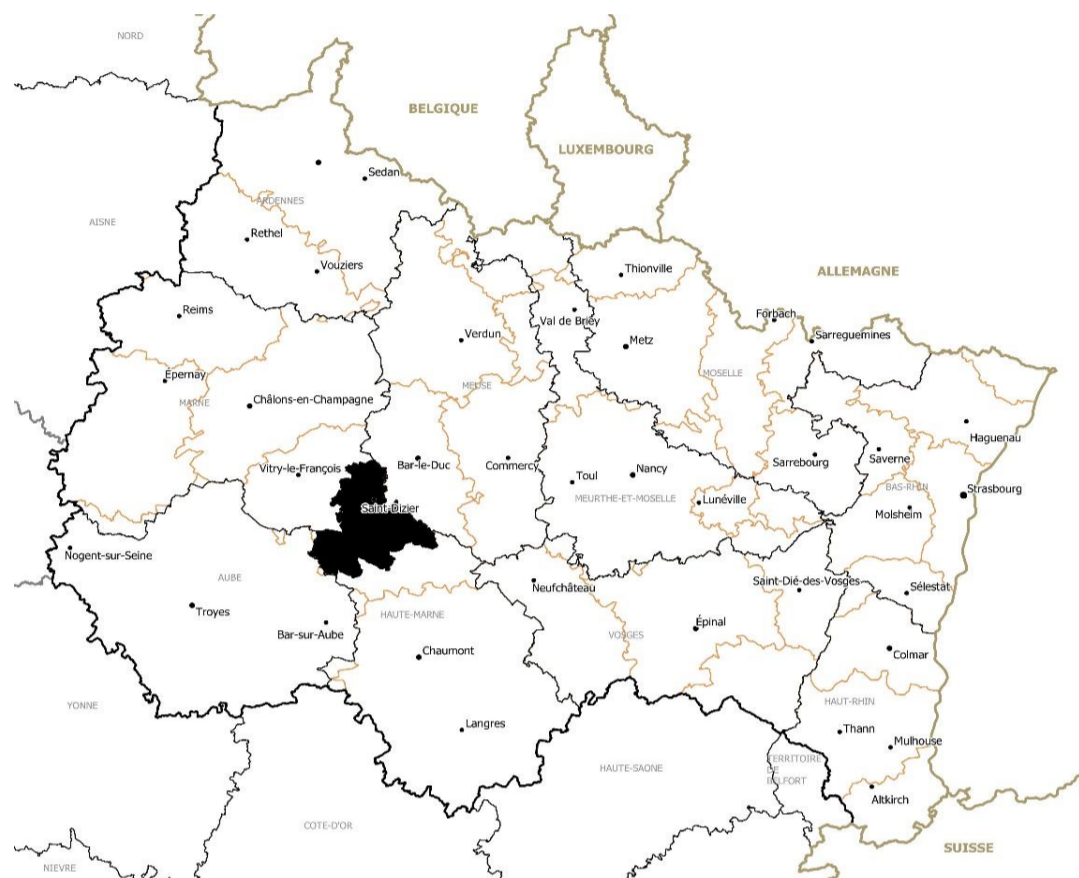 NORD
BELGIQUE
LUXEMBOURG
Sedan
ARDENNES
AISNE
Rethel
Vouziers
Thionville
ALLEMAGNE
Reims
Val de Briey
Forbach
Verdun
Metz
Sarreguemines
Épernay
MEUSE
MOSELLE
MARNE
Châlons-en-Champagne
Haguenau
Vitry-le-François
Bar-le-Duc
Commercy
Toul
Nancy
Sarrebourg
Saverne
BAS-RHIN
Strasbourg
MEURTHE-ET-MOSELLE
Lunéville
Saint-Dizier
Molsheim
Nogent-sur-Seine
AUBE
Neufchâteau
Saint-Dié-des-Vosges
Sélestat
Troyes
HAUTE-MARNE
Bar-sur-Aube
Épinal
VOSGES
Chaumont
Colmar
YONNE
HAUT-RHIN
Langres
Thann
Mulhouse
HAUTE-SAONE
TERRITOIRE
DE
BELFORT
Altkirch
COTE-D'OR
SUISSE
NIEVRE